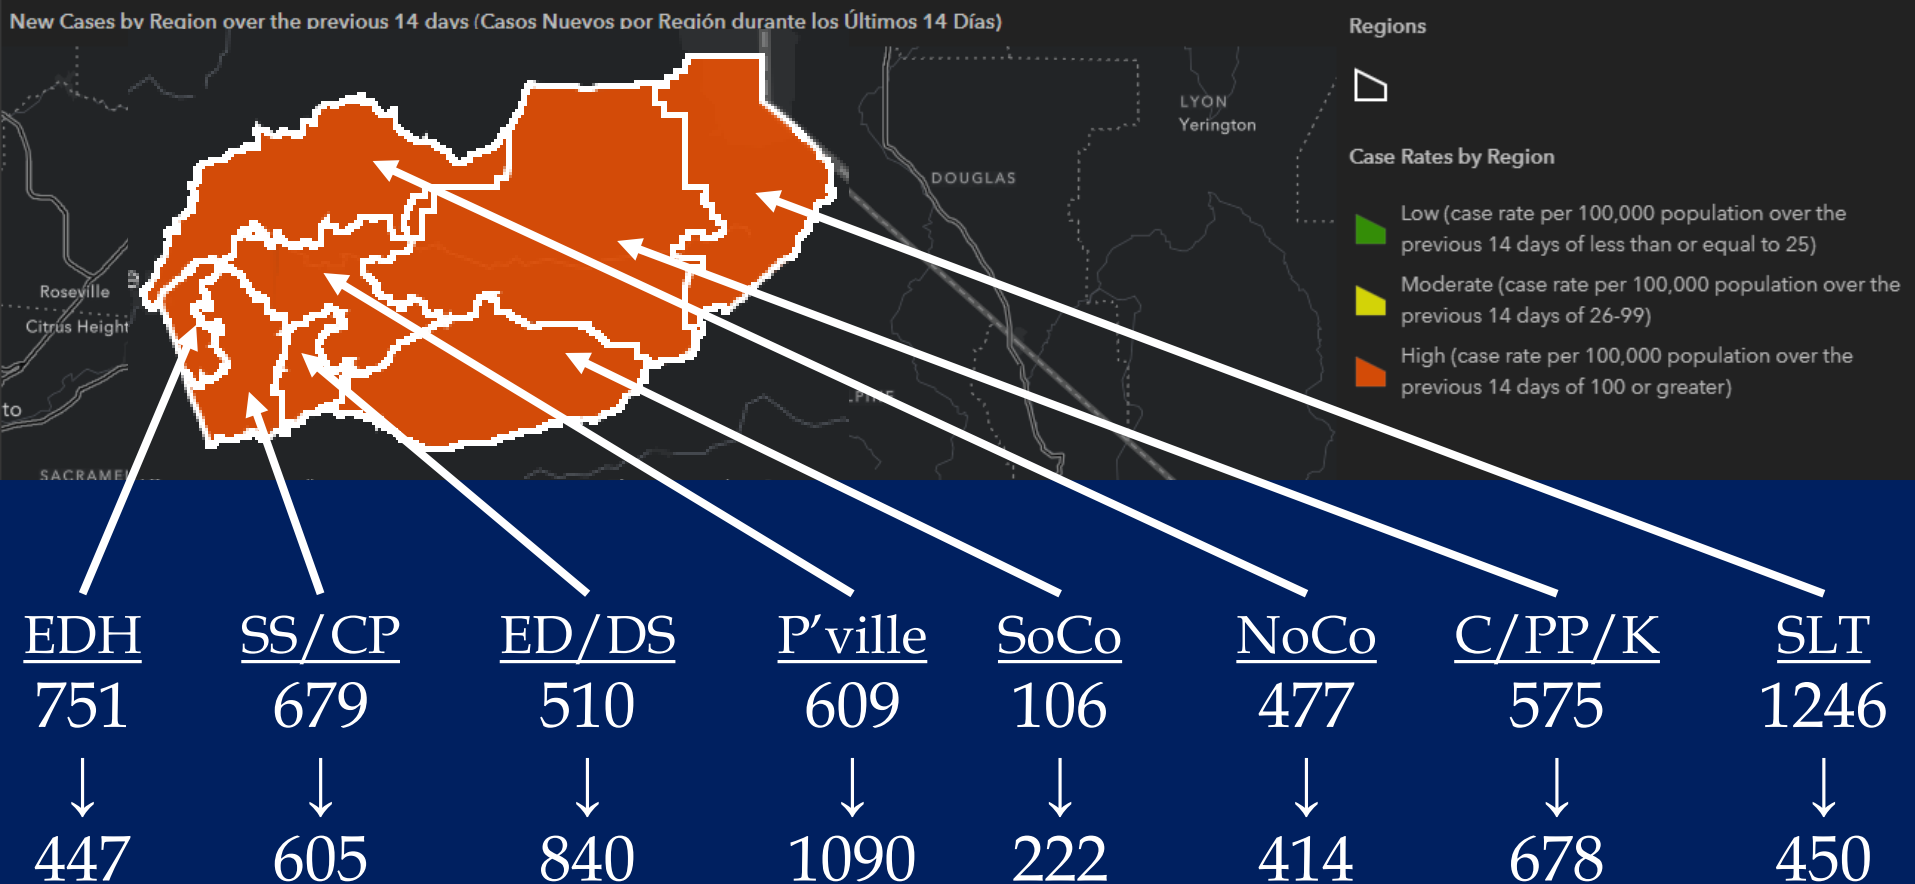 New Cases by Region over the previous 14 days (Casos Nuevos por Región durante los Últimos 14 Días)
Regions
LYON
Yerington
Case Rates by Region
DOUGLAS
Low (case rate per 100,000 population over the
previous 14 days of less than or equal to 25)
Roseville
Moderate (case rate per 100,000 population over the
previous 14 days of 26-99)
Citrus Height
High (case rate per 100,000 population over the
previous 14 days of 100 or greater)
to
SACRAME
EDH SS/CP ED/DS P'ville SoCo NoCo C/PP/K SLT
751 679 510 609 106 477 575 1246
↓ ↓ ↓ ↓ ↓ ↓ ↓ ↓
447 605 840 1090 222 414 678 450